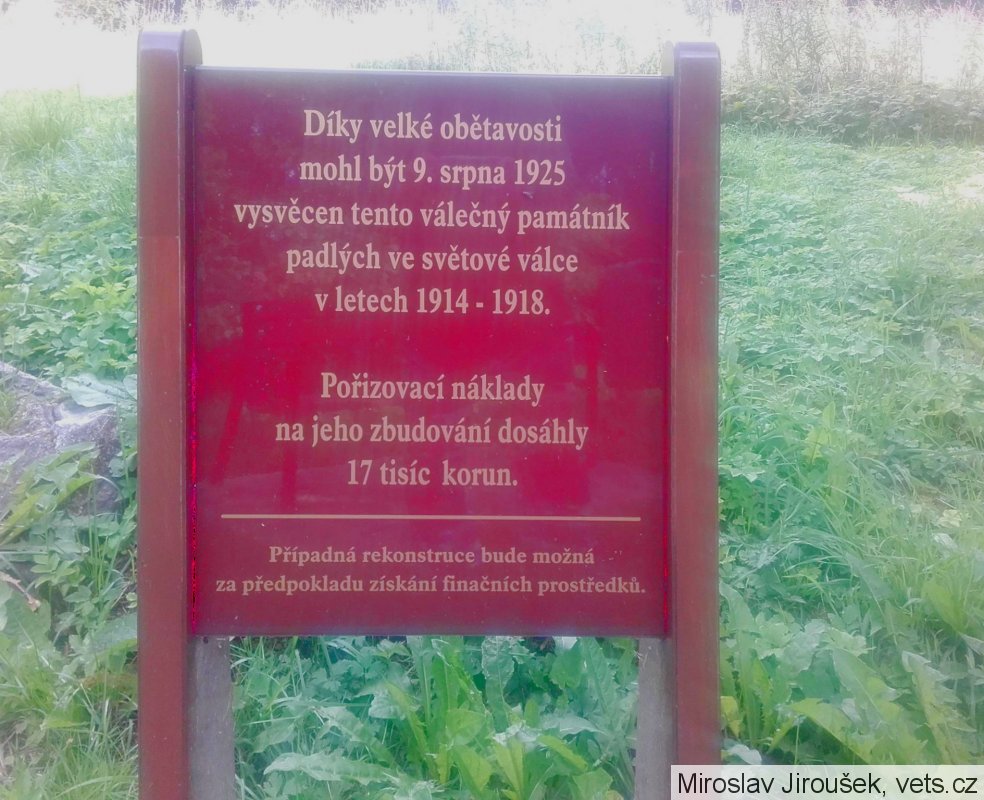 Díky velké obětavosti
mohl být 9. srpna 1925
vysvěcen tento válečný památník
padlých ve světové válce
v letech 1914 - 1918.
Pořizovací náklady
na jeho zbudování dosáhly
17 tisíc korun.
Případná rekonstruce bude možná
za předpokladu získání finačních prostředků.
Miroslav Jiroušek, vets.cz